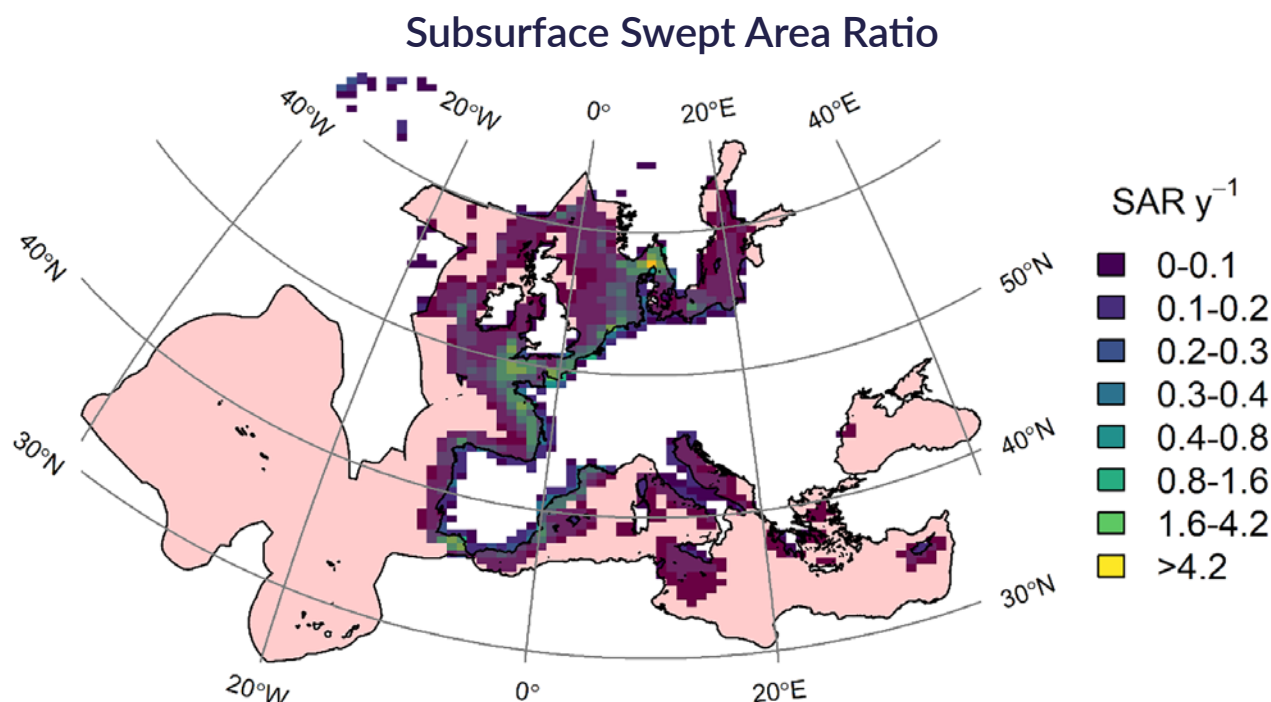 Subsurface Swept Area Ratio
40°W
20°W
0°
20°E
40°E
40°N
30°N
50°N
40°N
30°N
20°W
0°
20°E
SAR y⁻¹
0-0.1
0.1-0.2
0.2-0.3
0.3-0.4
0.4-0.8
0.8-1.6
1.6-4.2
>4.2